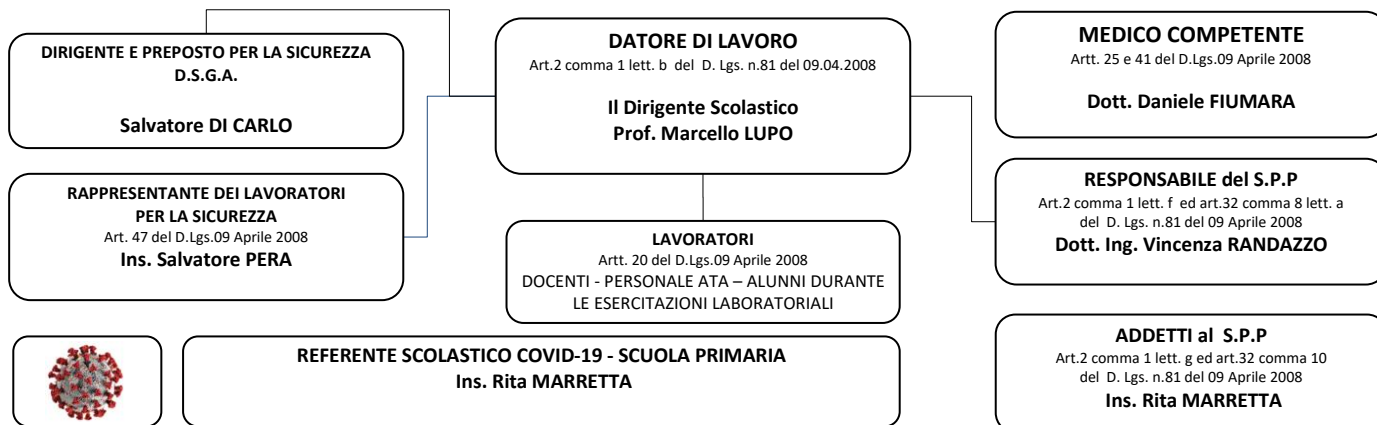 DIRIGENTE E PREPOSTO PER LA SICUREZZA
D.S.G.A.
Salvatore DI CARLO
DATORE DI LAVORO
Art.2 comma 1 lett. b del D. Lgs. n.81 del 09.04.2008
Il Dirigente Scolastico
Prof. Marcello LUPO
MEDICO COMPETENTE
Artt. 25 e 41 del D.Lgs.09 Aprile 2008
Dott. Daniele FIUMARA
RAPPRESENTANTE DEI LAVORATORI
PER LA SICUREZZA
Art. 47 del D.Lgs.09 Aprile 2008
Ins. Salvatore PERA
LAVORATORI
Artt. 20 del D.Lgs.09 Aprile 2008
DOCENTI - PERSONALE ATA – ALUNNI DURANTE
LE ESERCITAZIONI LABORATORIALI
RESPONSABILE del S.P.P
Art.2 comma 1 lett. f ed art.32 comma 8 lett. a
del D. Lgs. n.81 del 09 Aprile 2008
Dott. Ing. Vincenza RANDAZZO
REFERENTE SCOLASTICO COVID-19 - SCUOLA PRIMARIA
Ins. Rita MARRETTA
ADDETTI al S.P.P
Art.2 comma 1 lett. g ed art.32 comma 10
del D. Lgs. n.81 del 09 Aprile 2008
Ins. Rita MARRETTA